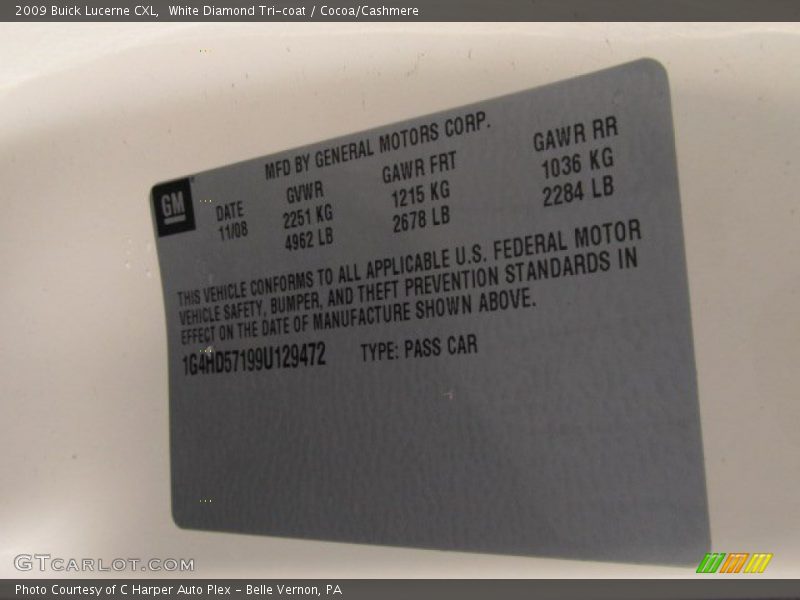 2009 Buick Lucerne CXL,  White Diamond Tri-coat / Cocoa/Cashmere
MFD BY GENERAL MOTORS CORP.
GM
DATE GVWR GAWR FRT GAWR RR
11/08 2251 KG 1215 KG 1036 KG
4962 LB 2678 LB 2284 LB
THIS VEHICLE CONFORMS TO ALL APPLICABLE U.S. FEDERAL MOTOR
VEHICLE SAFETY, BUMPER, AND THEFT PREVENTION STANDARDS IN
EFFECT ON THE DATE OF MANUFACTURE SHOWN ABOVE.
1G4HD57199U129472 TYPE: PASS CAR
GTCARLOT.COM
Photo Courtesy of C Harper Auto Plex - Belle Vernon, PA